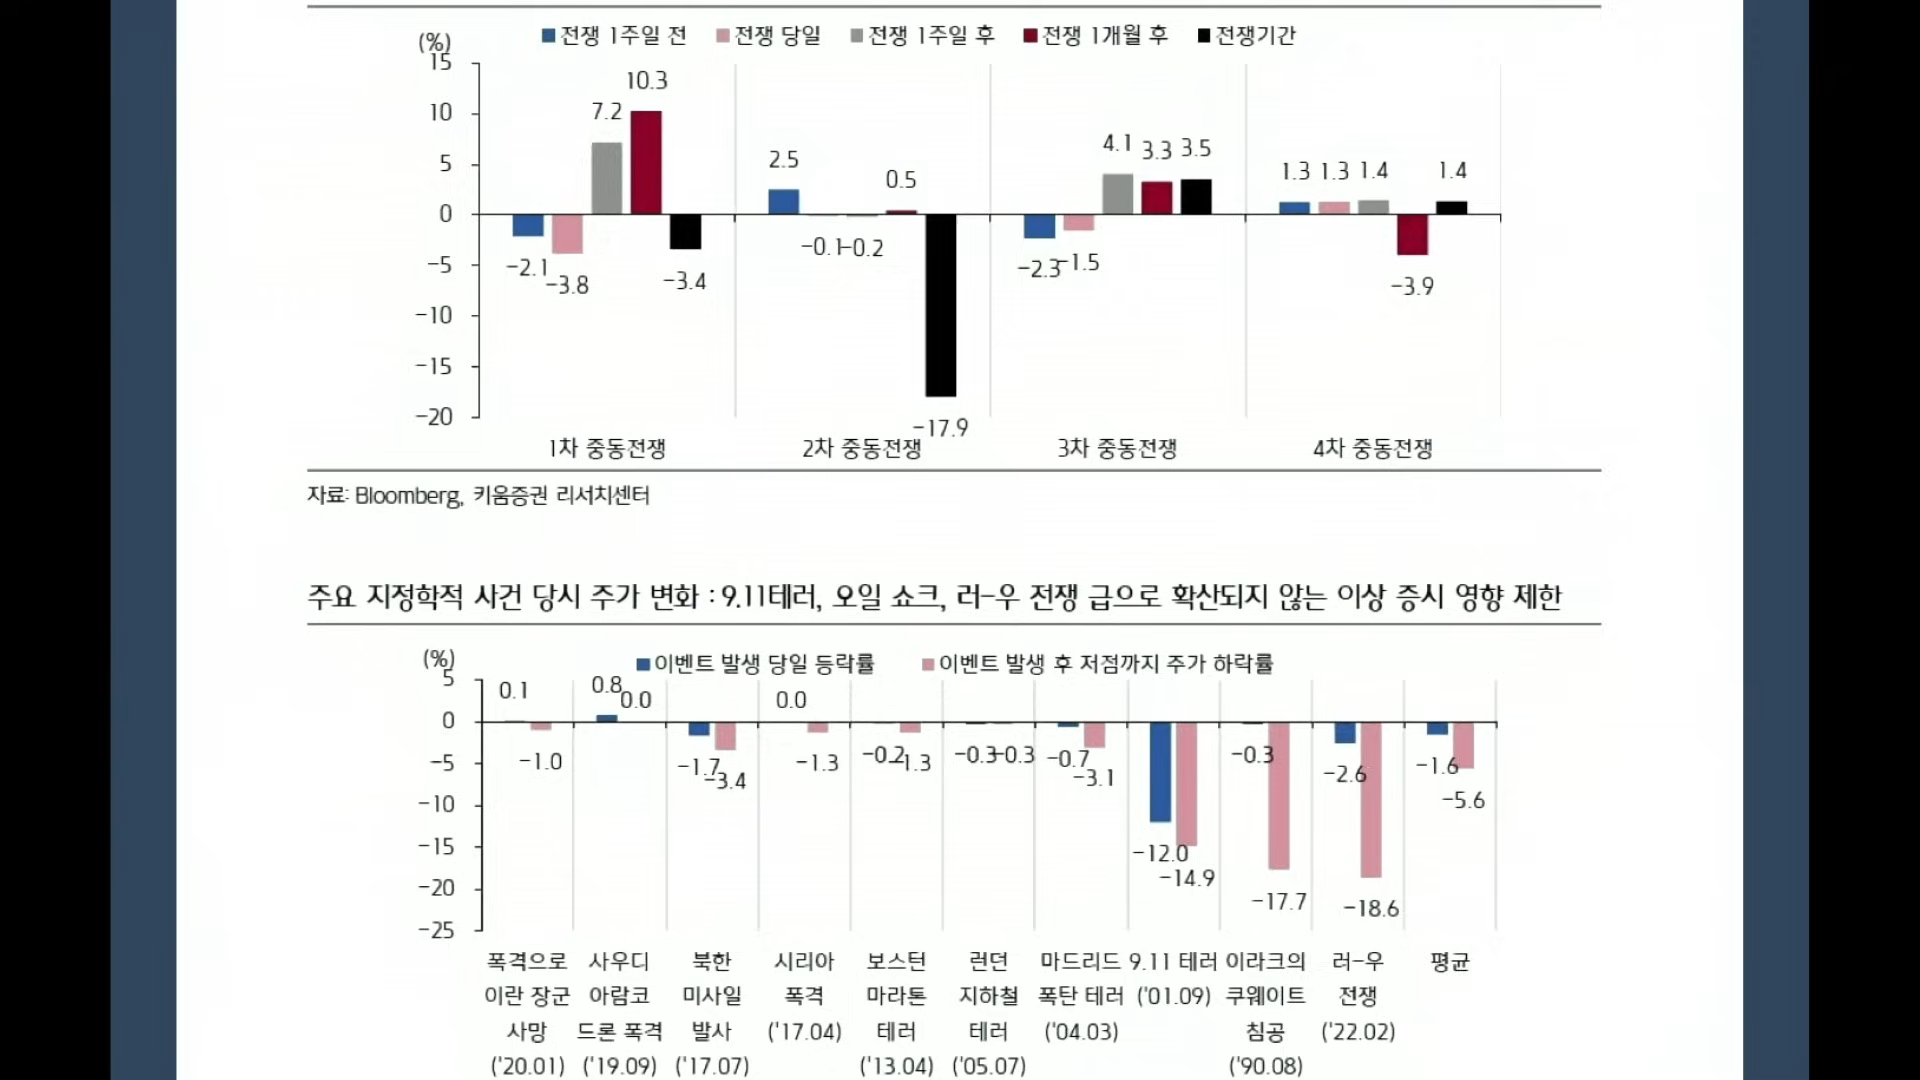 (%)
■전쟁 1주일 전 ■전쟁 당일 ■전쟁 1주일 후 ■전쟁 1개월 후 ■전쟁기간
15
10
5
0
-5
-10
-15
-20
-2.1
-3.8
7.2
10.3
-3.4
2.5
-0.1
-0.2
0.5
-17.9
-2.3
-1.5
4.1
3.3
3.5
1.3
1.3
1.4
-3.9
1.4
1차 중동전쟁
2차 중동전쟁
3차 중동전쟁
4차 중동전쟁
자료: Bloomberg, 키움증권 리서치센터
주요 지정학적 사건 당시 주가 변화 : 9.11테러, 오일 쇼크, 러-우 전쟁 급으로 확산되지 않는 이상 증시 영향 제한
(%)
■이벤트 발생 당일 등락률 ■이벤트 발생 후 저점까지 주가 하락률
5
0
-5
-10
-15
-20
-25
0.1
-1.0
0.8
0.0
-1.7
-3.4
0.0
-1.3
-0.2
-1.3
-0.3
-0.3
-0.7
-3.1
-12.0
-14.9
-0.3
-17.7
-2.6
-18.6
-1.6
-5.6
폭격으로
이란 장군
사망
('20.01)
사우디
아람코
드론 폭격
('19.09)
북한
미사일
발사
('17.07)
시리아
폭격
('17.04)
보스턴
마라톤
테러
('13.04)
런던
지하철
테러
('05.07)
마드리드
폭탄 테러
('04.03)
9.11 테러
('01.09)
이라크의
쿠웨이트
침공
('90.08)
러-우
전쟁
('22.02)
평균